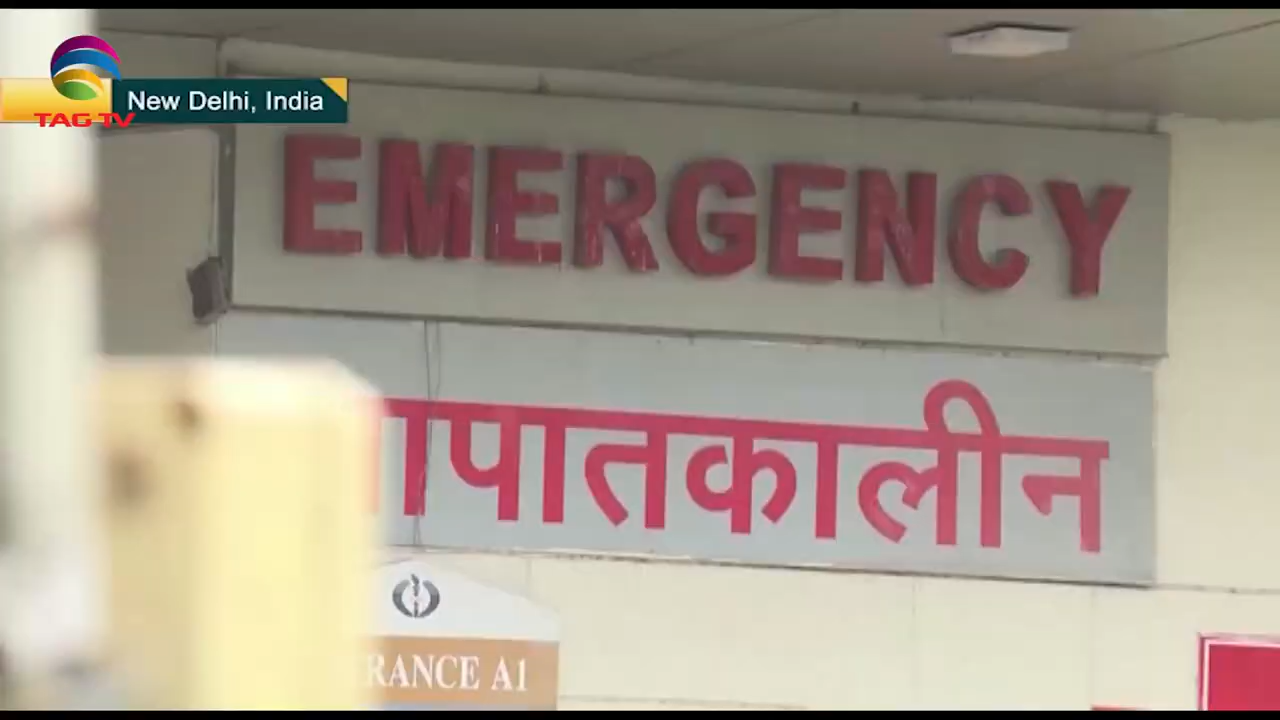 New Delhi, India
TAG TV
EMERGENCY
पातकालीन
RANCE A1